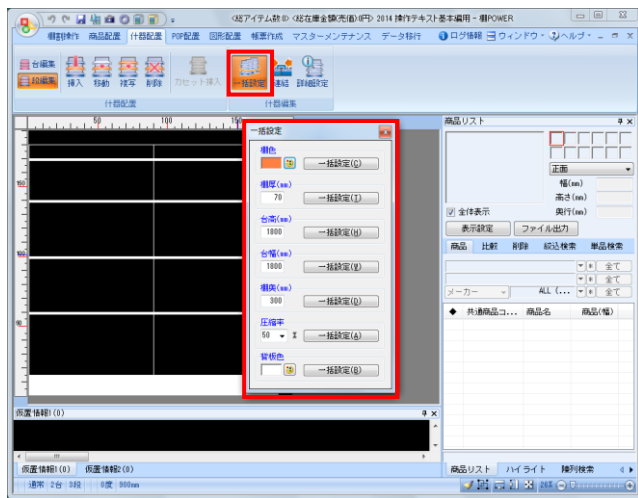 <総アイテム数:0> <総在庫金額(売価):0円> 2014 操作テキスト基本編用 - 棚POWER
棚割操作 商品配置 什器配置 POP配置 図形配置 帳票作成 マスターメンテナンス データ移行 ログ情報 ウィンドウ ヘルプ
台編集
段編集
挿入 移動 複写 削除 カセット挿入 一括設定 連結 詳細設定
什器配置 什器編集
50 100 150
150
100
50
一括設定
棚色
一括設定(C)
棚厚(mm)
70 一括設定(T)
台高(mm)
1800 一括設定(H)
台幅(mm)
1800 一括設定(W)
棚奥(mm)
300 一括設定(D)
圧縮率
50 % 一括設定(A)
背板色
一括設定(B)
商品リスト
正面
幅(mm)
高さ(mm)
全体表示 奥行(mm)
表示設定 ファイル出力
商品 比較 削除 絞込検索 単品検索
全て
全て
メーカー ALL (... 全て
共通商品コ... 商品名 商品(幅)
仮置情報1(0)
仮置情報1(0) 仮置情報2(0)
商品リスト ハイライト 陳列検索
通常 2台 0段 0度 900mm 26%